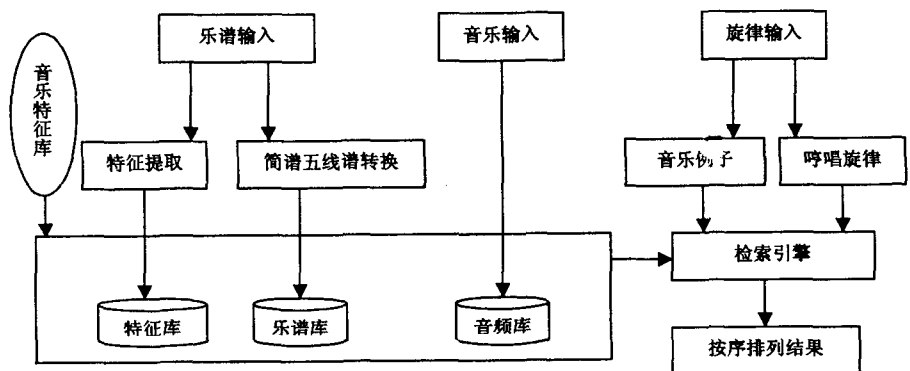 乐谱输入
音乐输入
旋律输入
音乐特征库
特征提取
简谱五线谱转换
音乐例子
哼唱旋律
检索引擎
特征库
乐谱库
音频库
按序排列结果